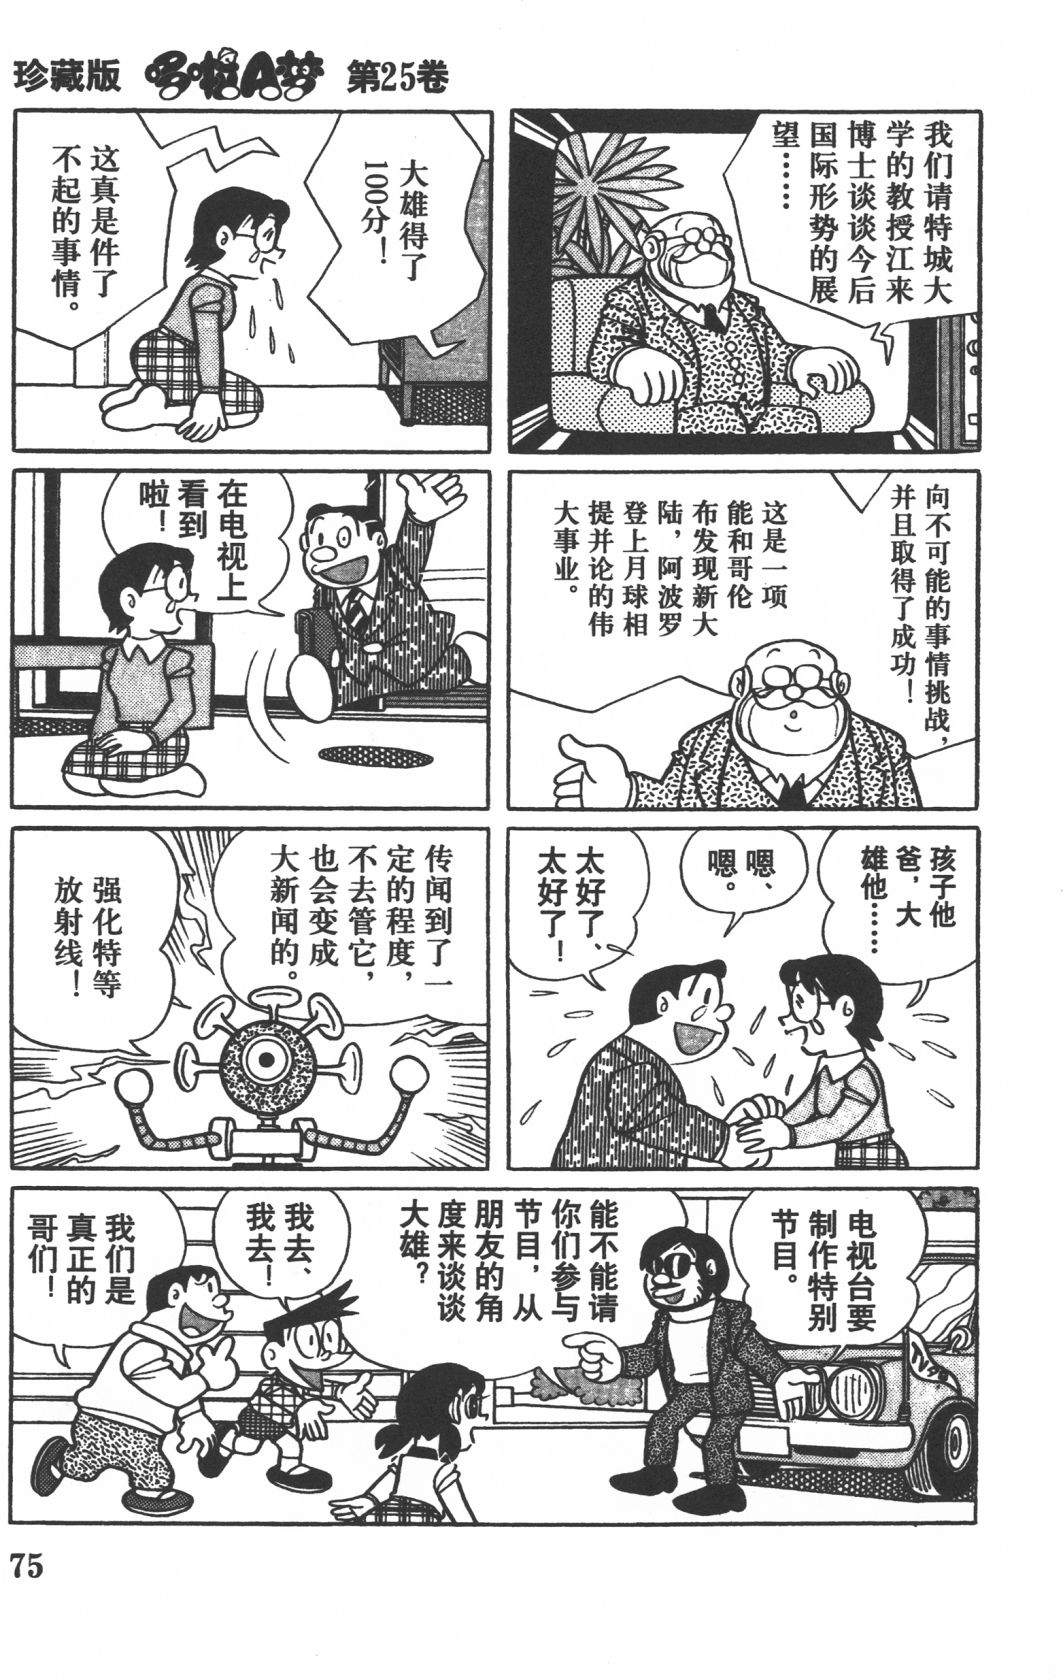 珍藏版 哆啦A梦 第25卷
我们请特城大
学的教授江来
博士谈谈今后
国际形势的展
望……
大雄得了
100分！
这真是件了
不起的事情。
向不可能的事情挑战，
并且取得了成功！
这是一项
能和哥伦
布发现新大
陆，阿波罗
登上月球相
提并论的伟
大事业。
在电视上
看到
啦！
孩子他
爸，大
雄他……
嗯、
嗯。
太好了、
太好了！
传闻到了一
定的程度，
不去管它，
也会变成
大新闻的。
强化特等
放射线！
电视台要
制作特别
节目。
能不能请
你们参与
节目，从
朋友的角
度来谈谈
大雄？
TV
我去、
我去！
我们是
真正的
哥们！
75